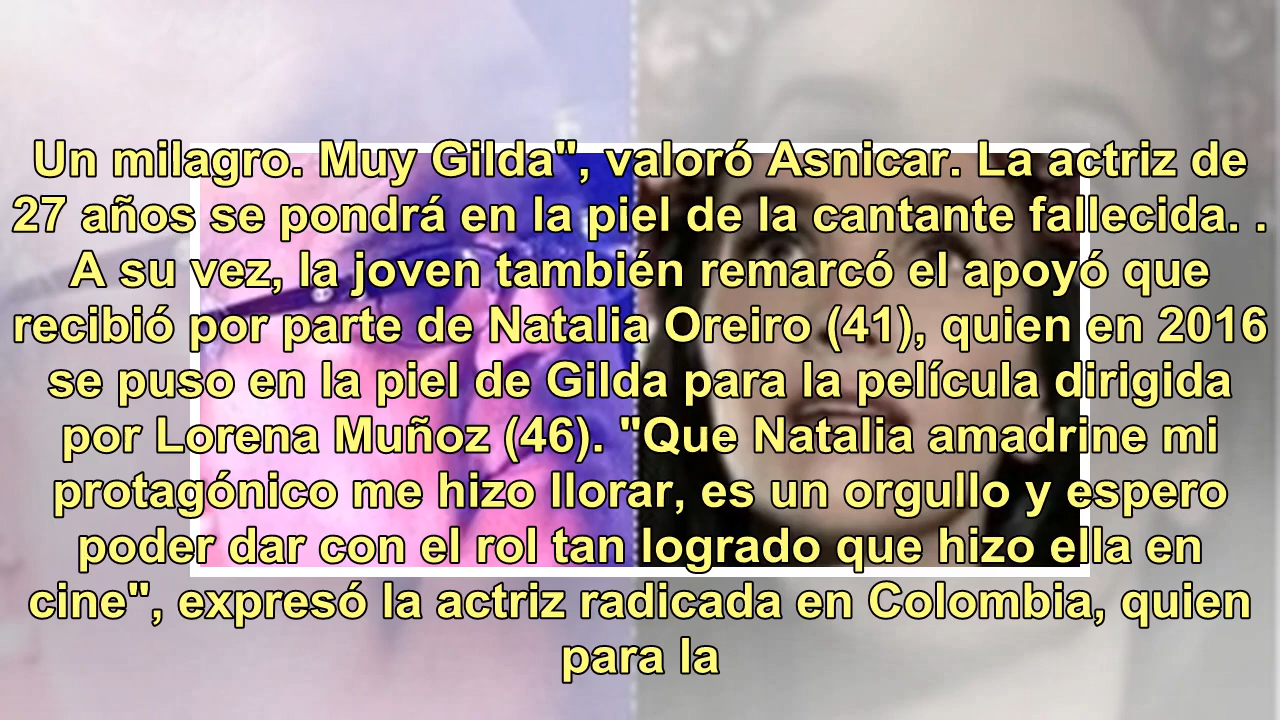 Un milagro. Muy Gilda", valoró Asnicar. La actriz de
27 años se pondrá en la piel de la cantante fallecida. .
A su vez, la joven también remarcó el apoyó que
recibió por parte de Natalia Oreiro (41), quien en 2016
se puso en la piel de Gilda para la película dirigida
por Lorena Muñoz (46). "Que Natalia amadrine mi
protagónico me hizo llorar, es un orgullo y espero
poder dar con el rol tan logrado que hizo ella en
cine", expresó la actriz radicada en Colombia, quien
para la